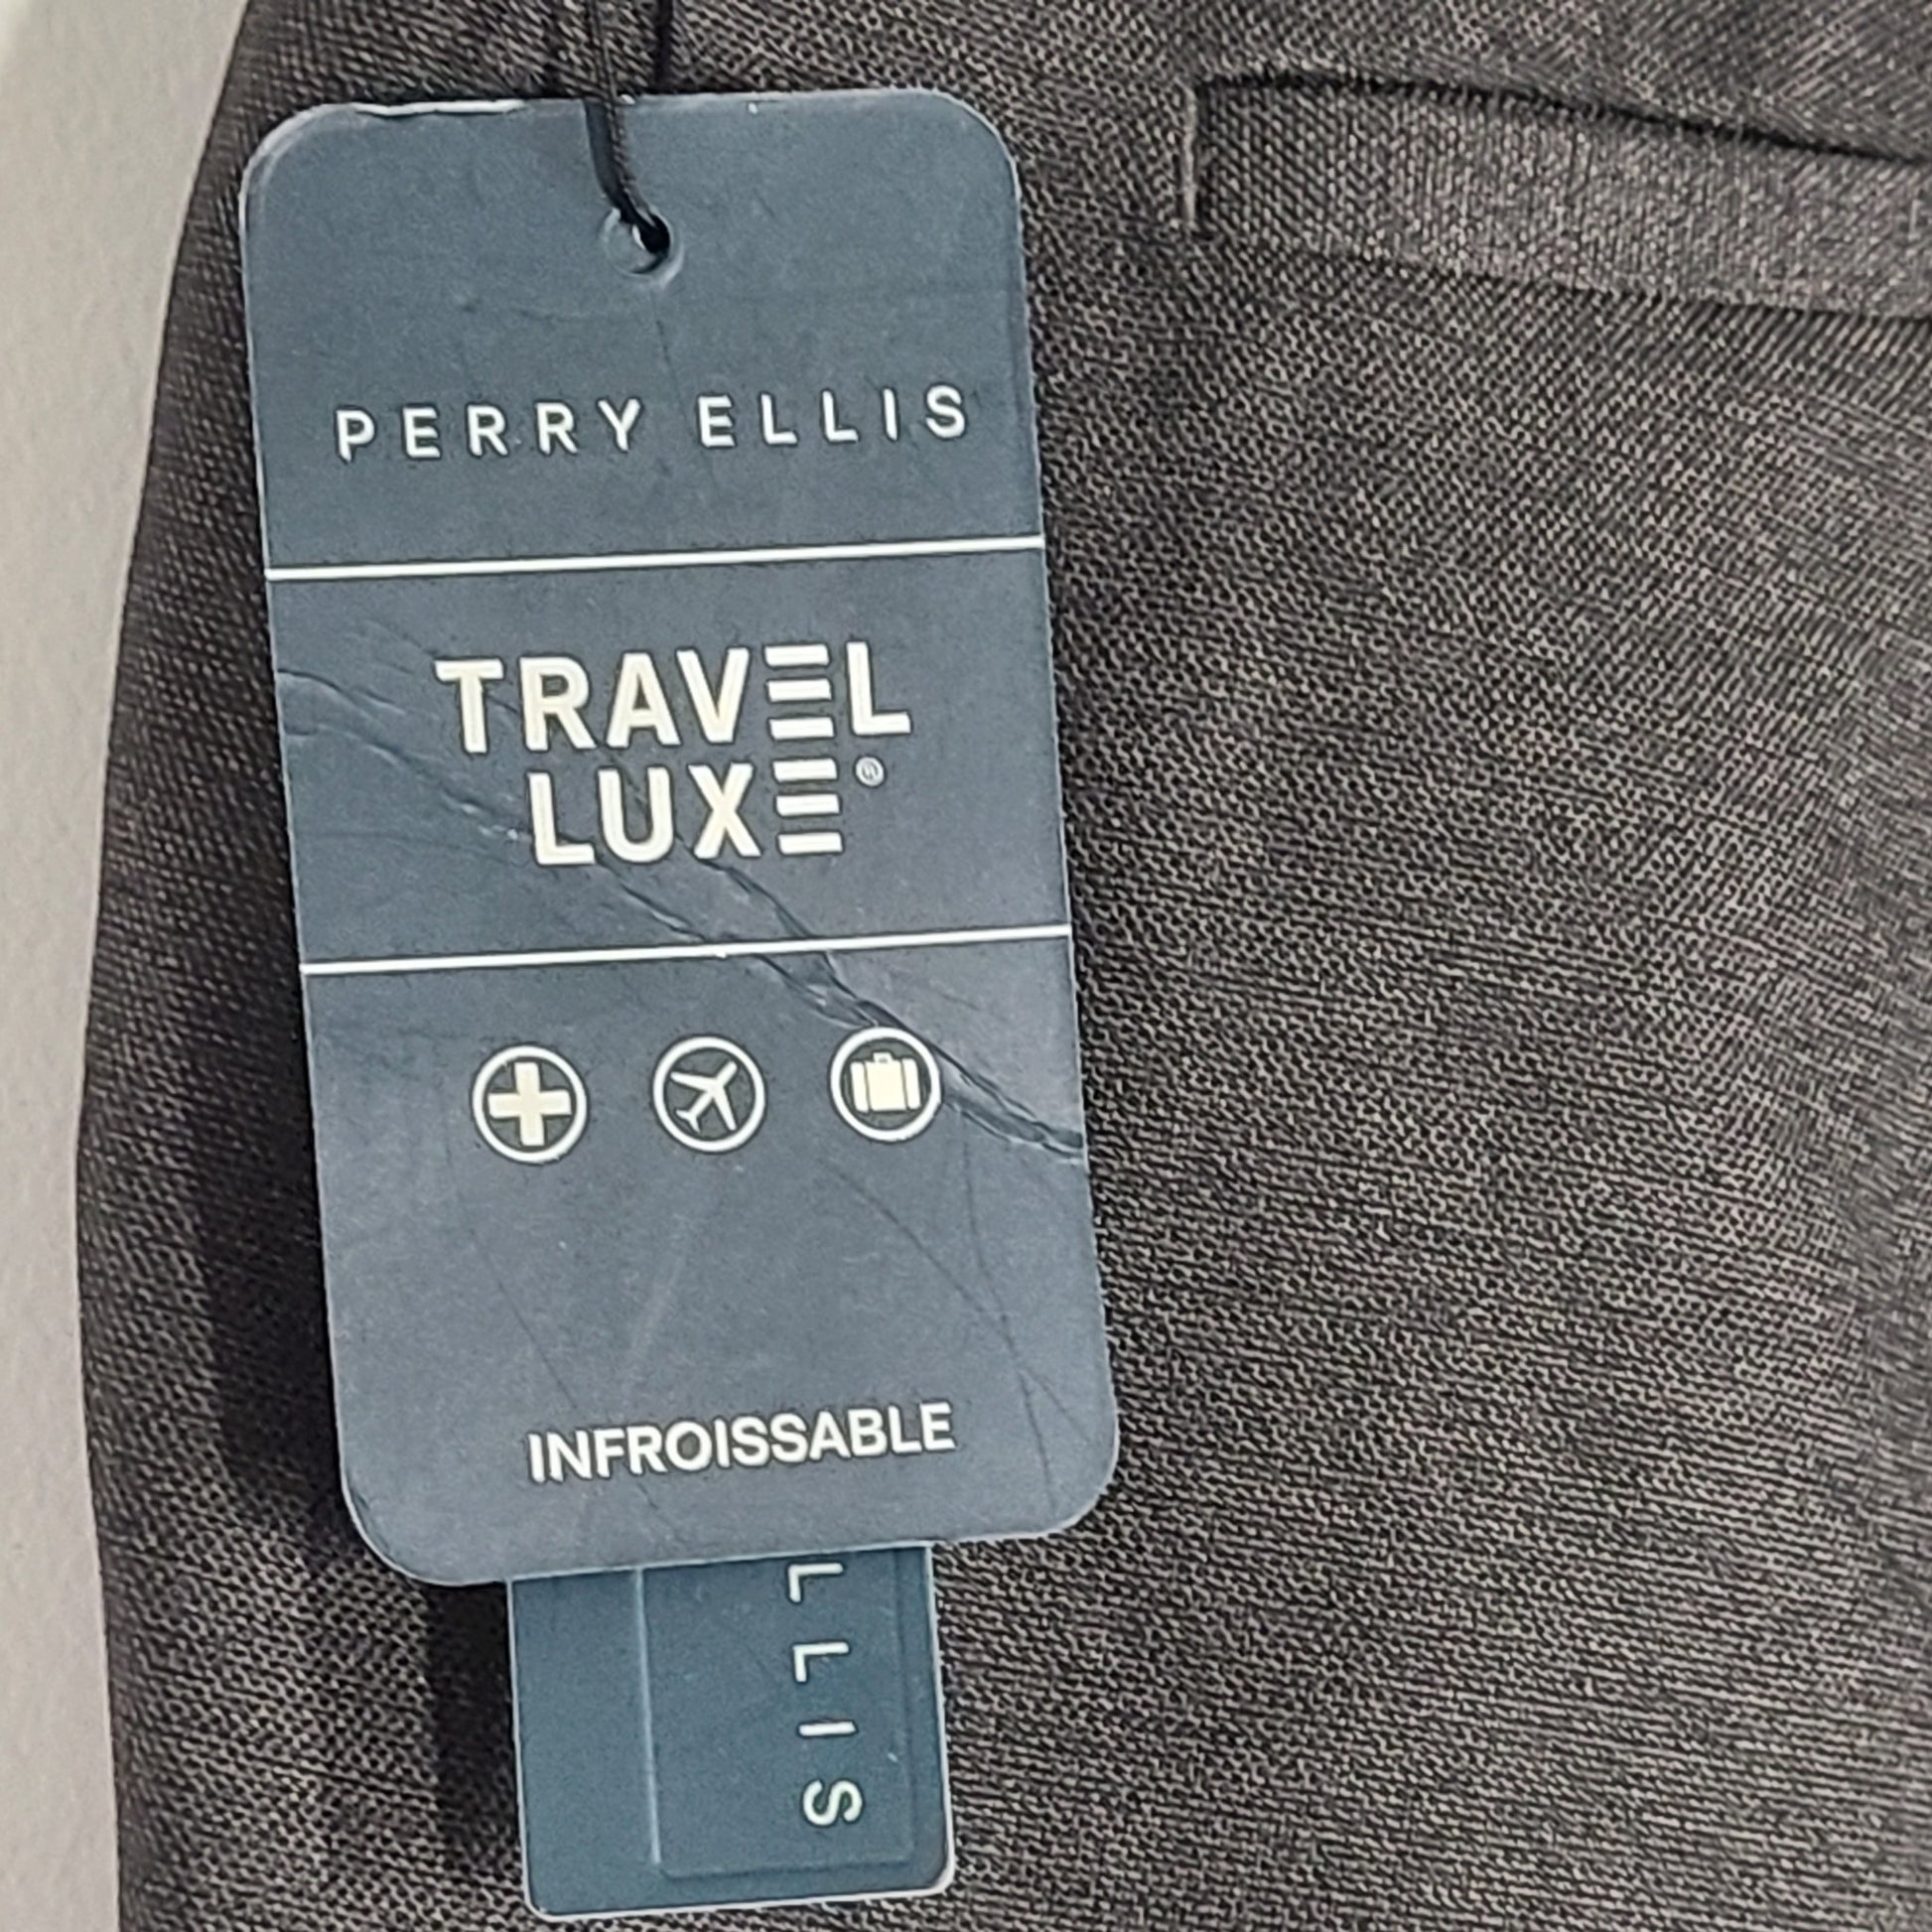 PERRY ELLIS
TRAVEL
LUXE®
INFROISSABLE
LLIS